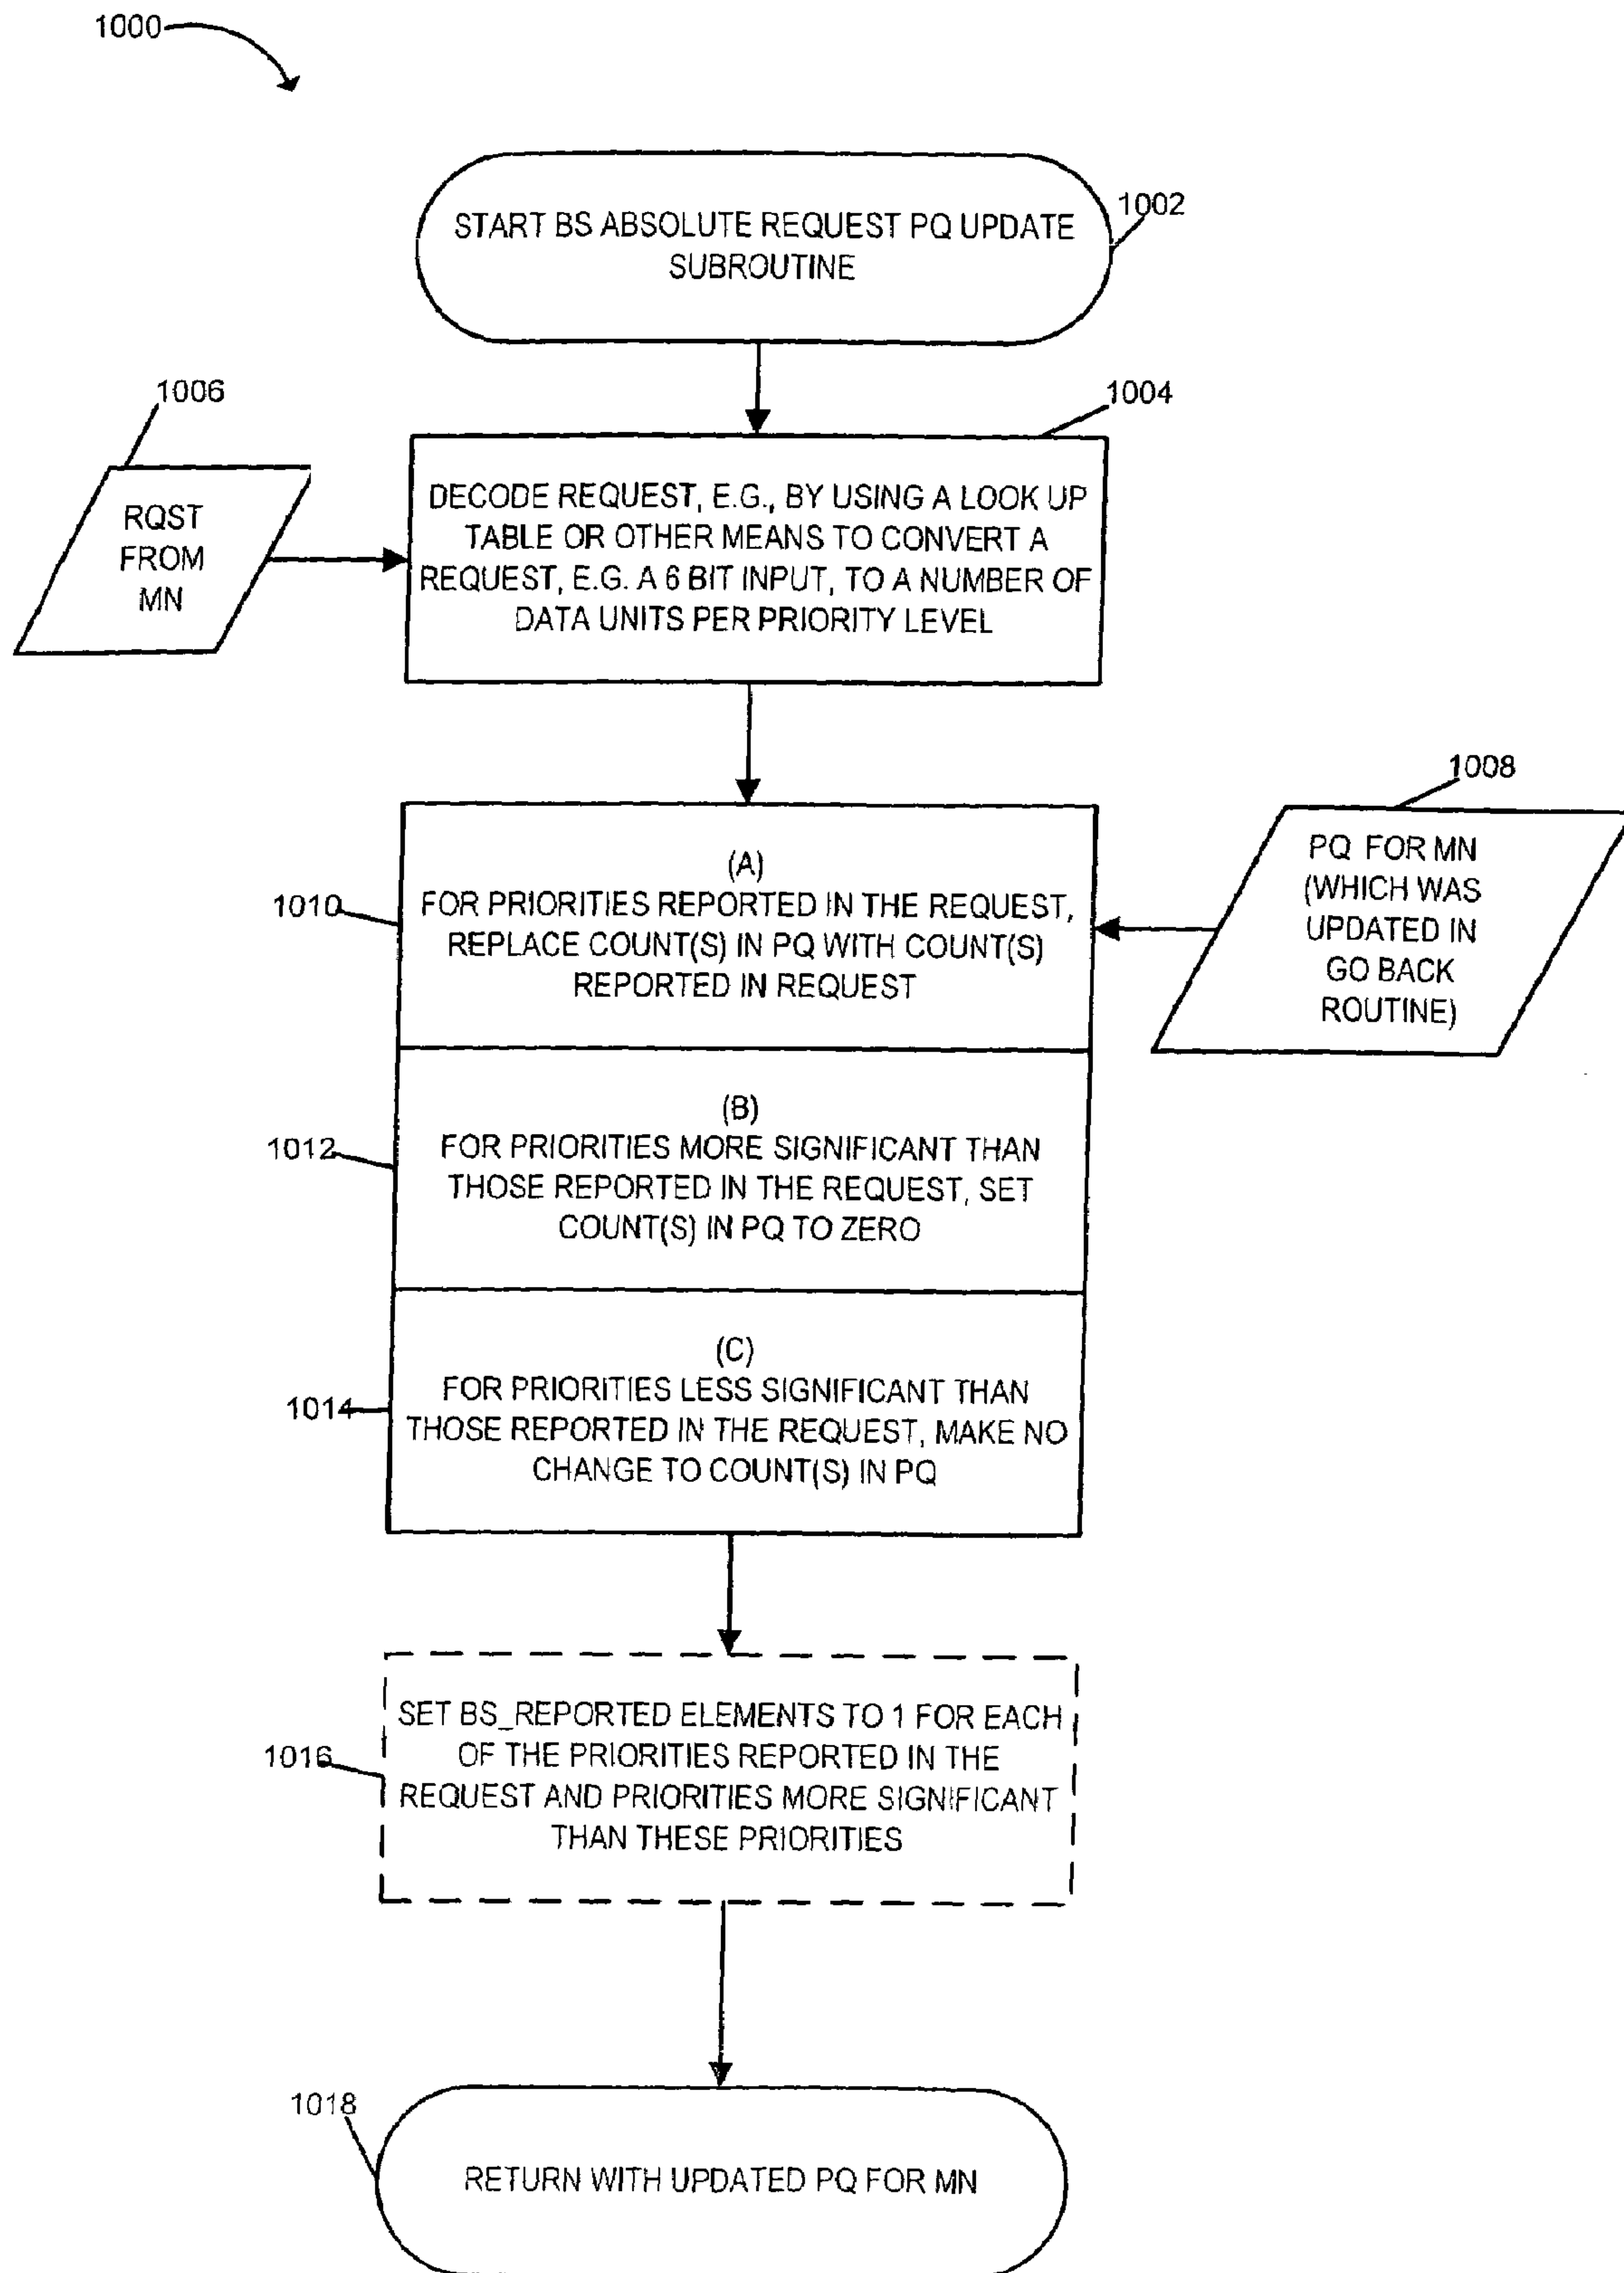 1000
START BS ABSOLUTE REQUEST PQ UPDATE
SUBROUTINE
1002
1006
1004
RQST
FROM
MN
DECODE REQUEST, E.G., BY USING A LOOK UP
TABLE OR OTHER MEANS TO CONVERT A
REQUEST, E.G. A 6 BIT INPUT, TO A NUMBER OF
DATA UNITS PER PRIORITY LEVEL
1008
PQ FOR MN
(WHICH WAS
UPDATED IN
GO BACK
ROUTINE)
1010
(A)
FOR PRIORITIES REPORTED IN THE REQUEST,
REPLACE COUNT(S) IN PQ WITH COUNT(S)
REPORTED IN REQUEST
1012
(B)
FOR PRIORITIES MORE SIGNIFICANT THAN
THOSE REPORTED IN THE REQUEST, SET
COUNT(S) IN PQ TO ZERO
1014
(C)
FOR PRIORITIES LESS SIGNIFICANT THAN
THOSE REPORTED IN THE REQUEST, MAKE NO
CHANGE TO COUNT(S) IN PQ
1016
SET BS_REPORTED ELEMENTS TO 1 FOR EACH
OF THE PRIORITIES REPORTED IN THE
REQUEST AND PRIORITIES MORE SIGNIFICANT
THAN THESE PRIORITIES
1018
RETURN WITH UPDATED PQ FOR MN